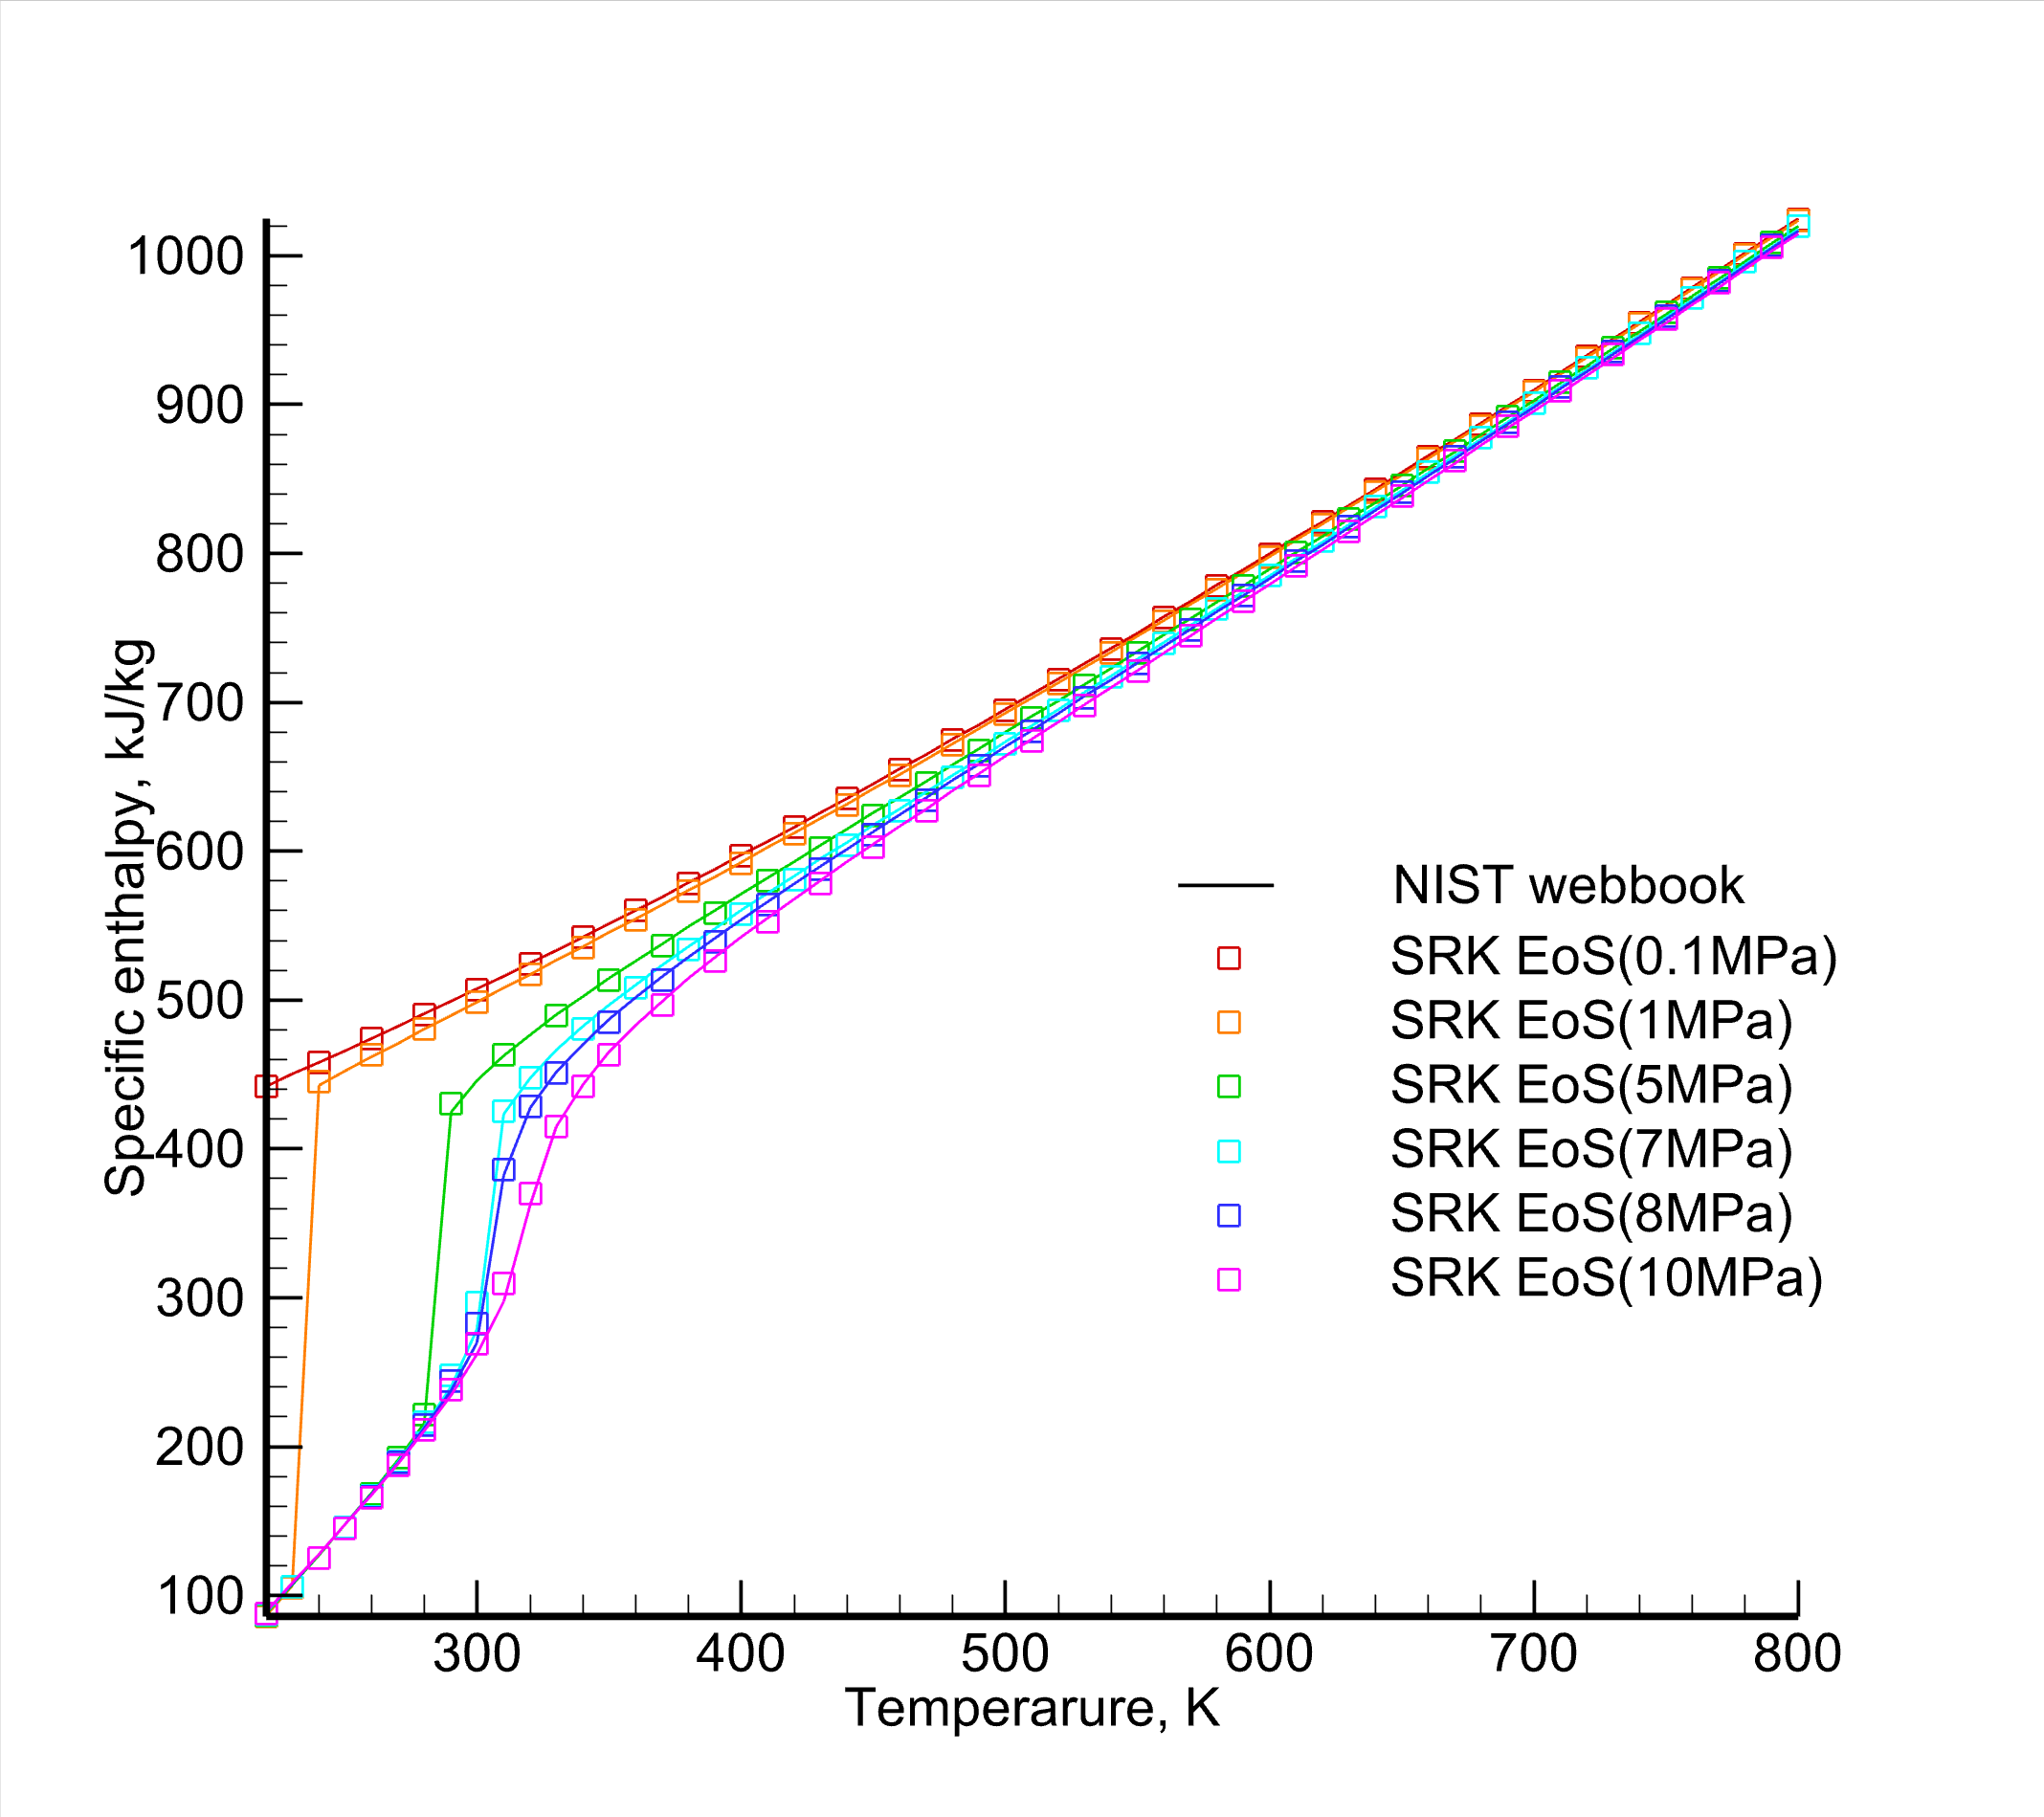 1000
900
800
700
600
500
400
300
200
100
Specific enthalpy, kJ/kg
NIST webbook
SRK EoS(0.1MPa)
SRK EoS(1MPa)
SRK EoS(5MPa)
SRK EoS(7MPa)
SRK EoS(8MPa)
SRK EoS(10MPa)
300 400 500 600 700 800
Temperarure, K